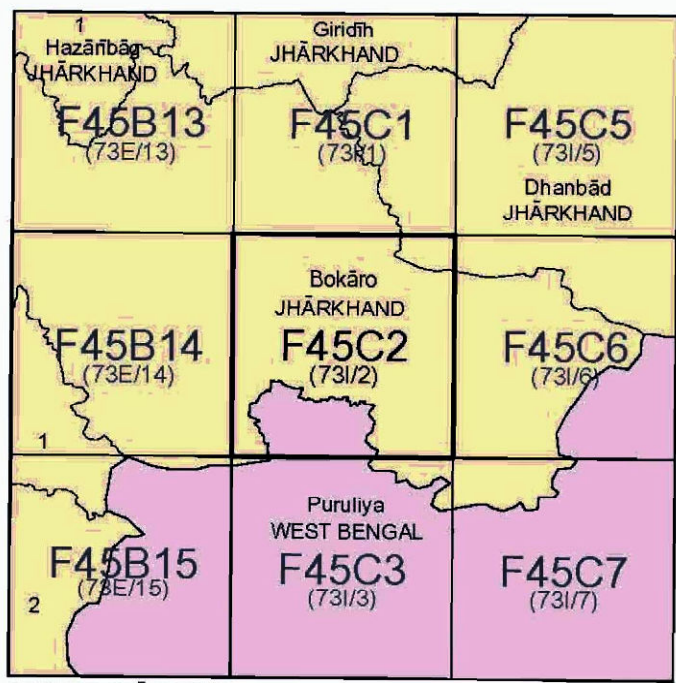 1
Hazārībāg
JHĀRKHAND
F45B13
(73E/13)
Giridīh
JHĀRKHAND
F45C1
(73I/1)
F45C5
(73I/5)
Dhanbād
JHĀRKHAND
F45B14
(73E/14)
1
Bokāro
JHĀRKHAND
F45C2
(73I/2)
F45C6
(73I/6)
F45B15
(73E/15)
2
Puruliya
WEST BENGAL
F45C3
(73I/3)
F45C7
(73I/7)